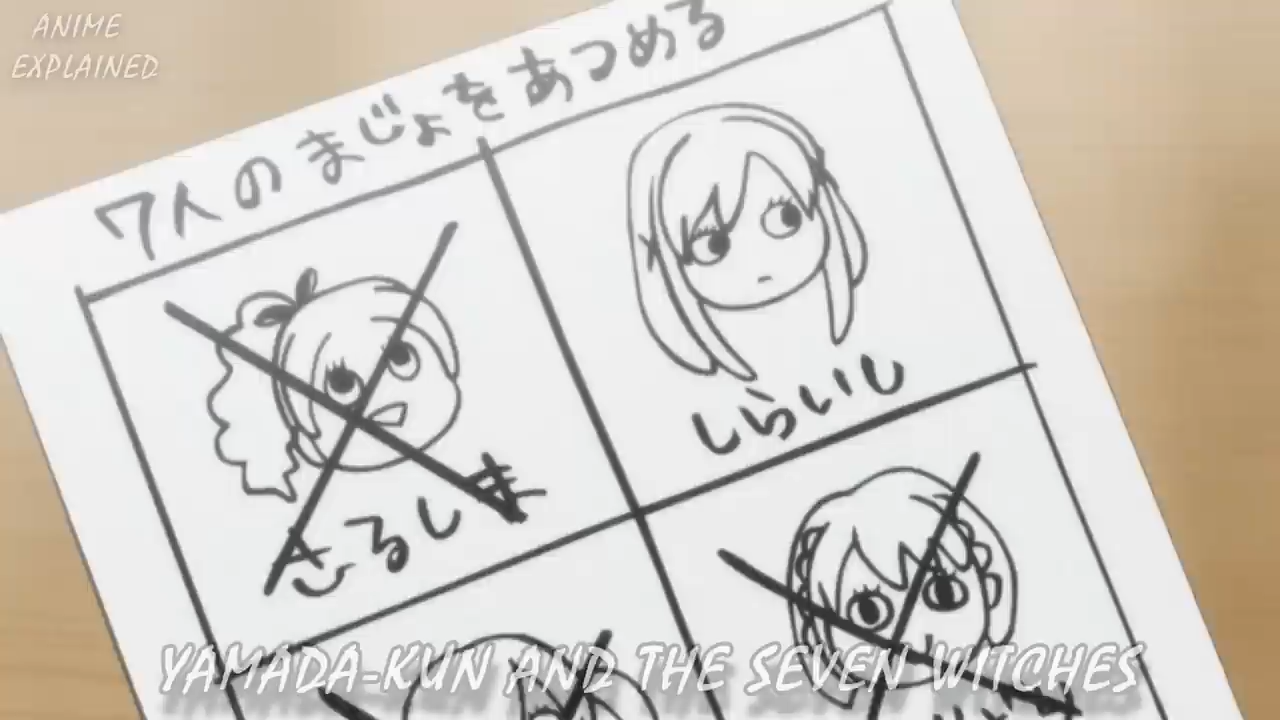 ANIME
EXPLAINED
7人のまじょをあつめる
しらいし
さるしま
YAMADA-KUN AND THE SEVEN WITCHES